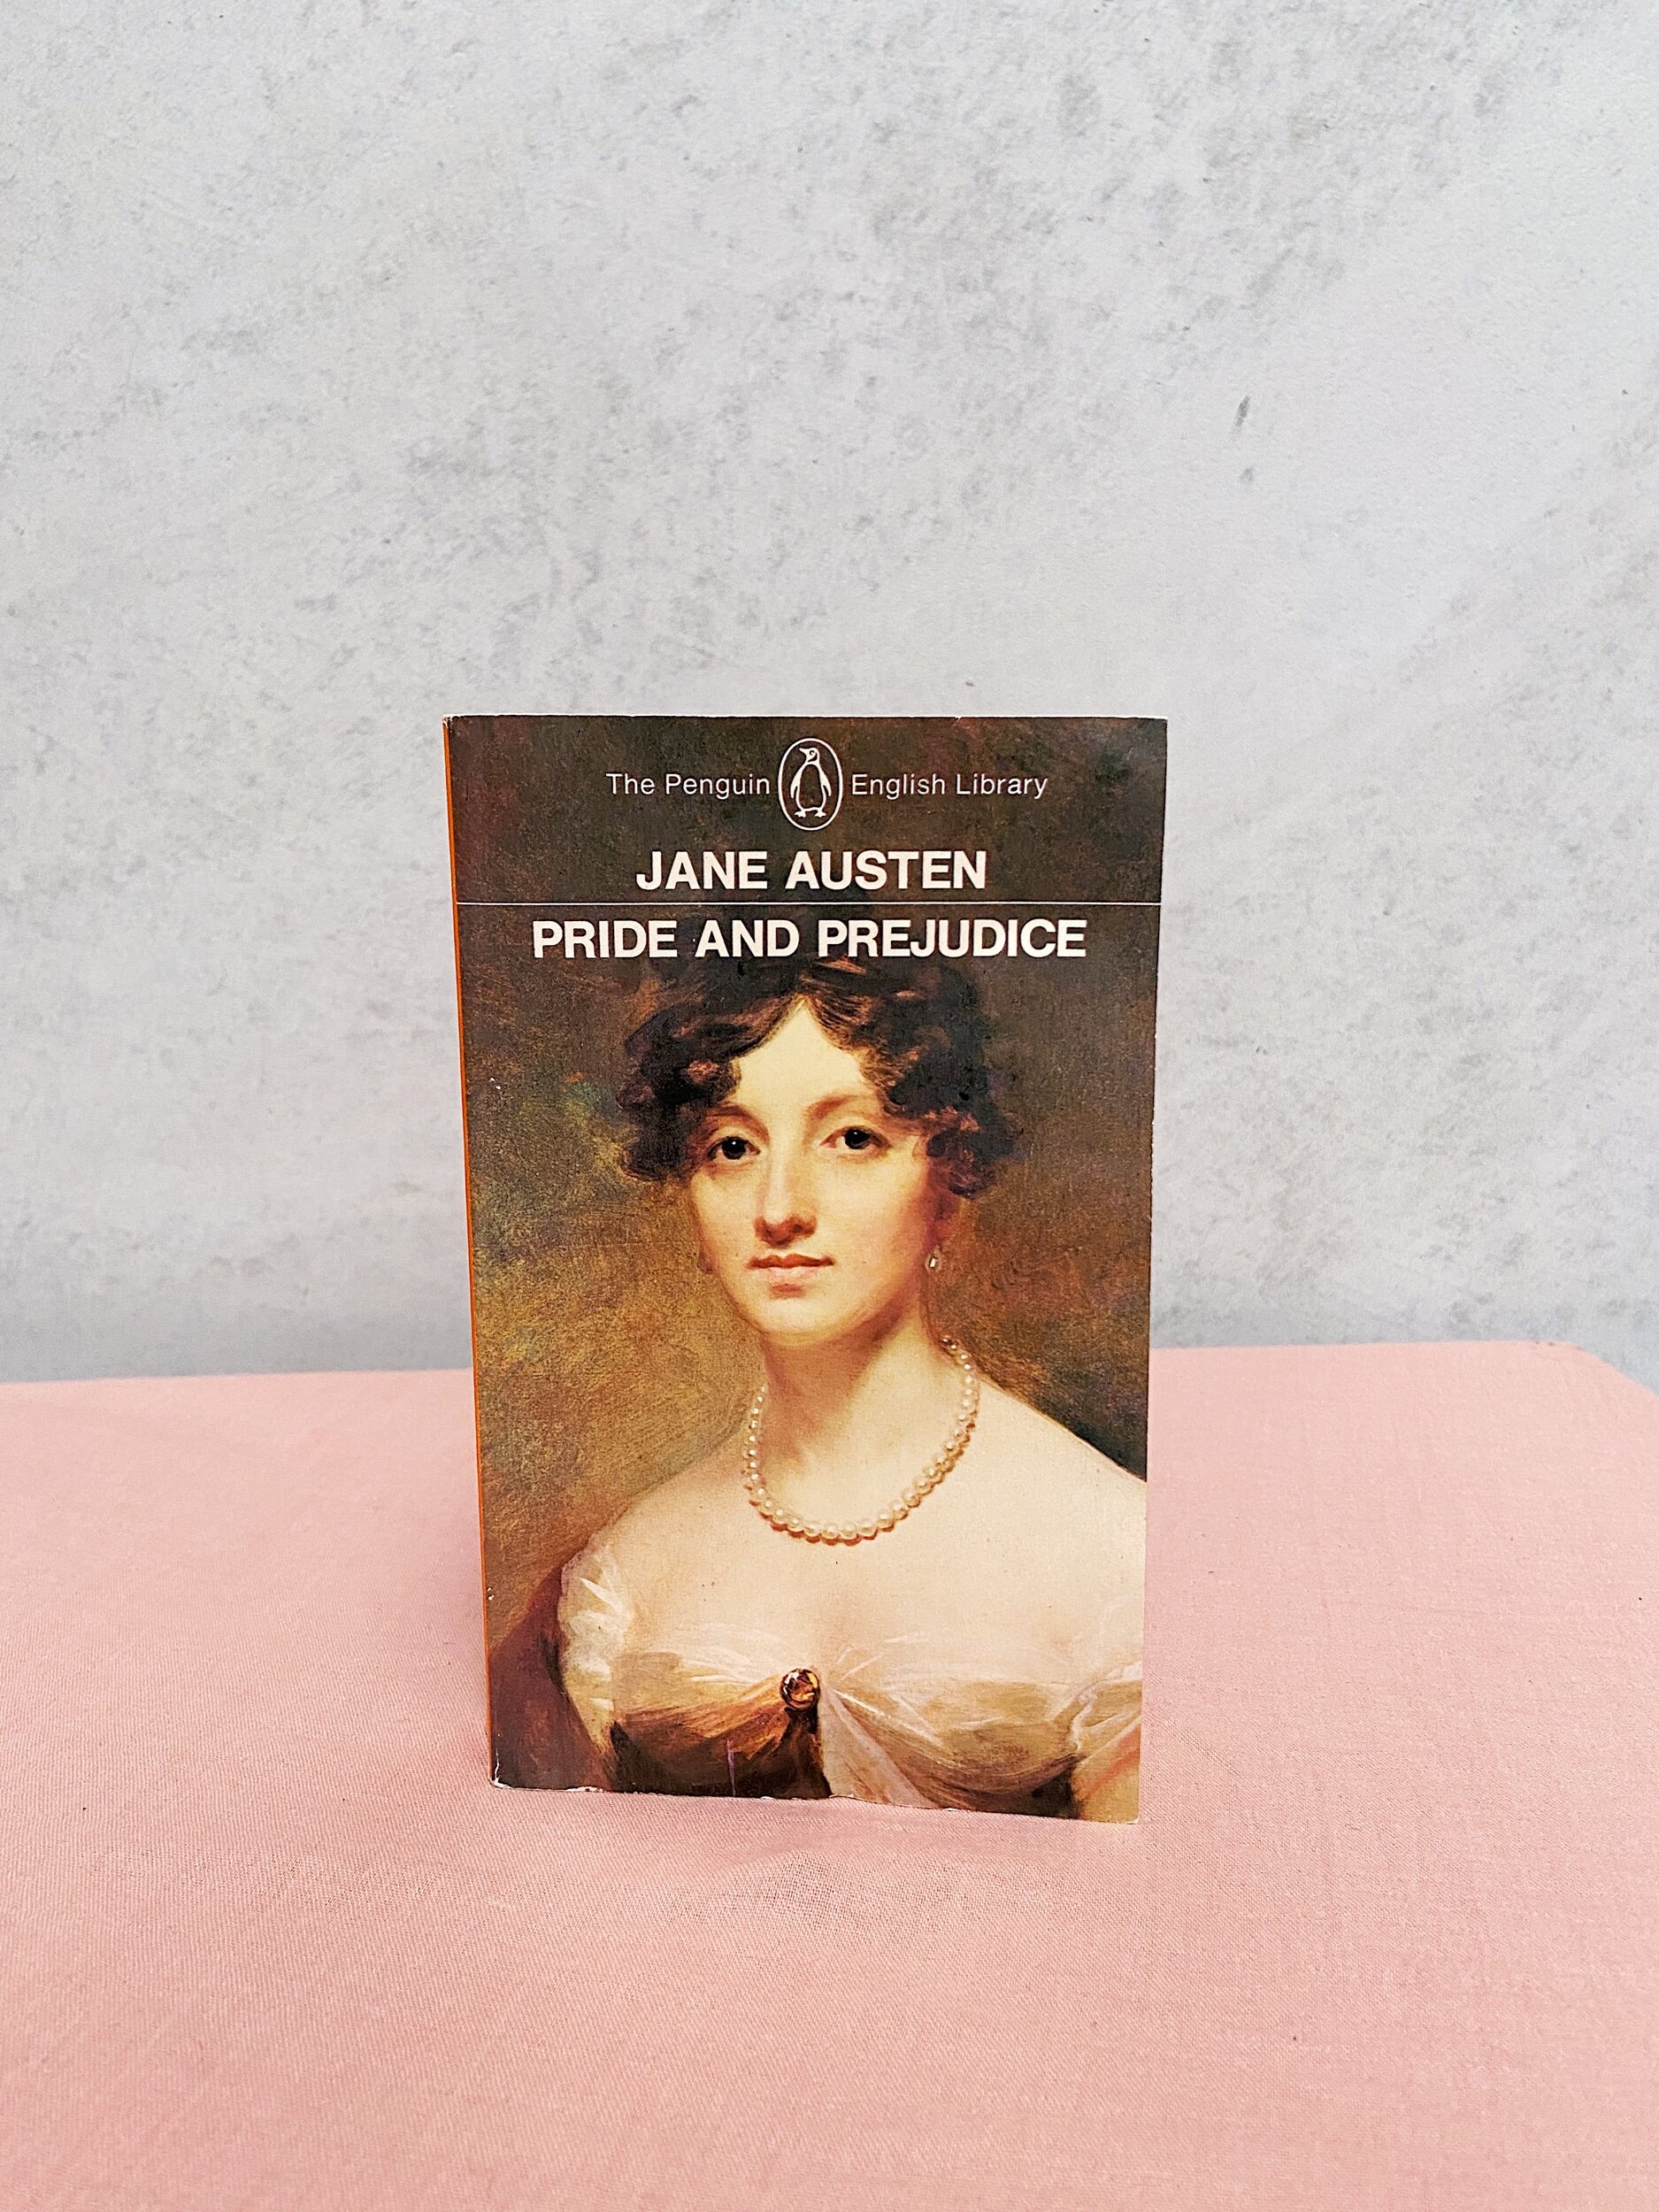 The Penguin English Library
JANE AUSTEN
PRIDE AND PREJUDICE